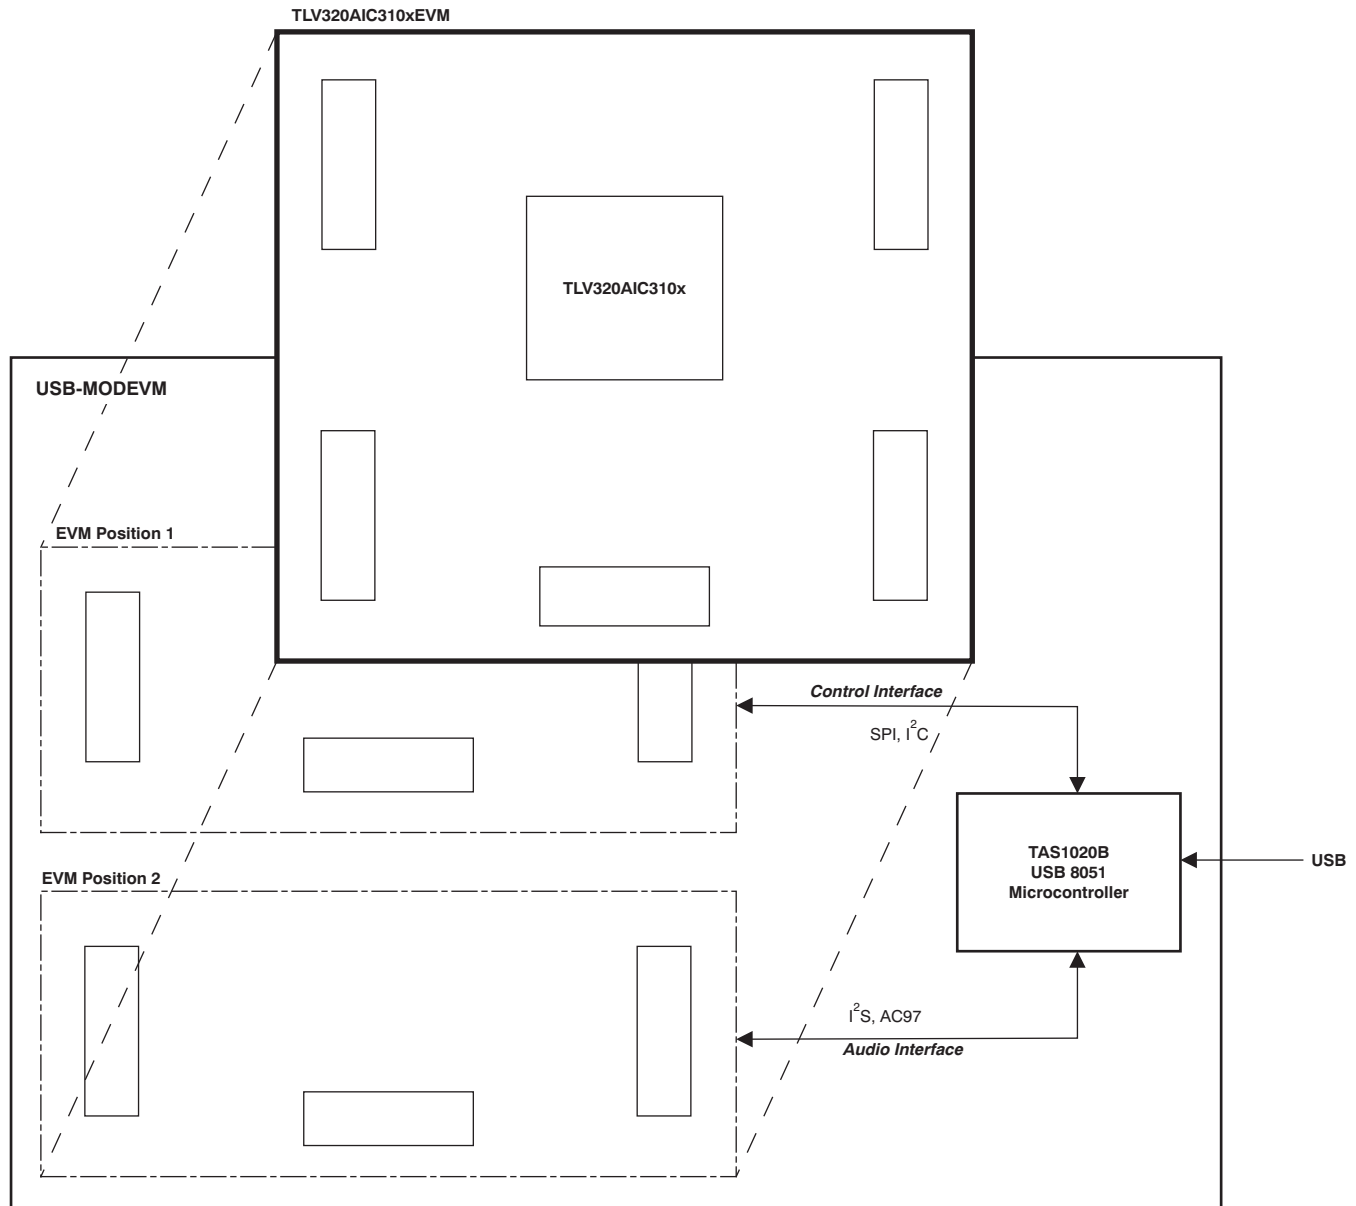 TLV320AIC310xEVM
TLV320AIC310x
USB-MODEVM
EVM Position 1
Control Interface
SPI, I²C
TAS1020B
USB 8051
Microcontroller
USB
EVM Position 2
I²S, AC97
Audio Interface